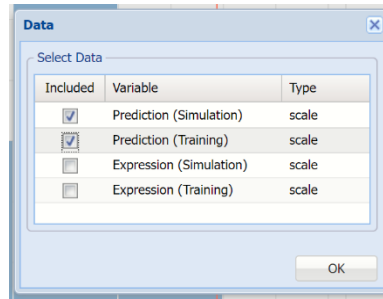 Data
Select Data
Included Variable Type
Prediction (Simulation) scale
Prediction (Training) scale
Expression (Simulation) scale
Expression (Training) scale
OK